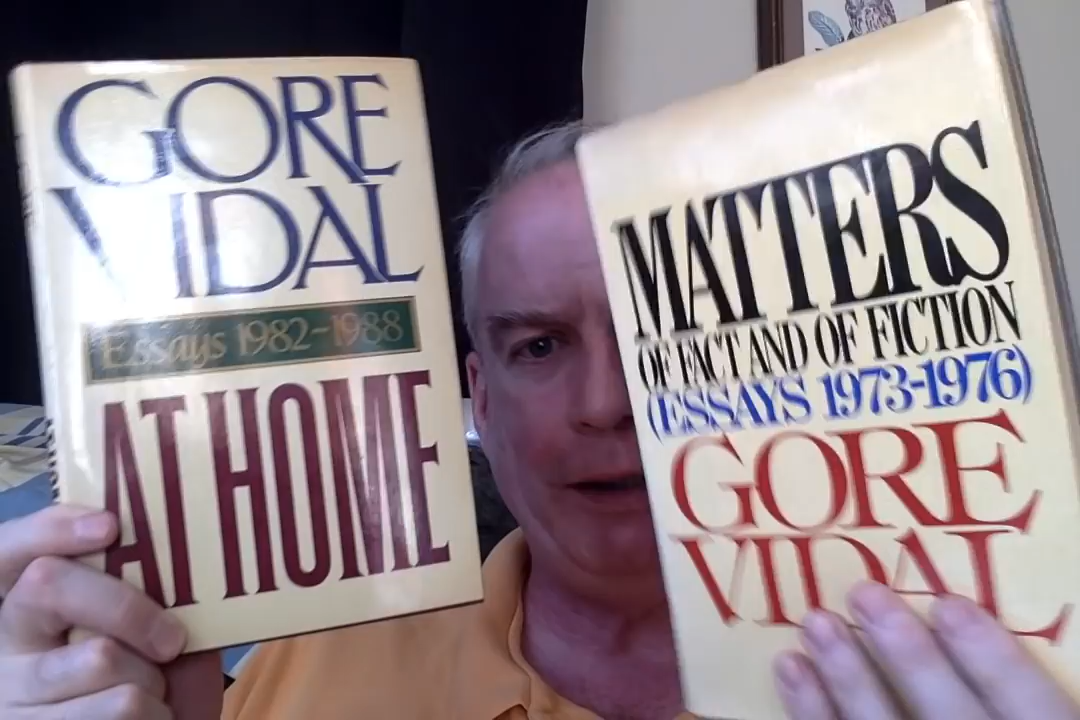 GORE
VIDAL
Essays 1982-1988
AT HOME
MATTERS
OF FACT AND OF FICTION
(ESSAYS 1973-1976)
GORE
VIDAL